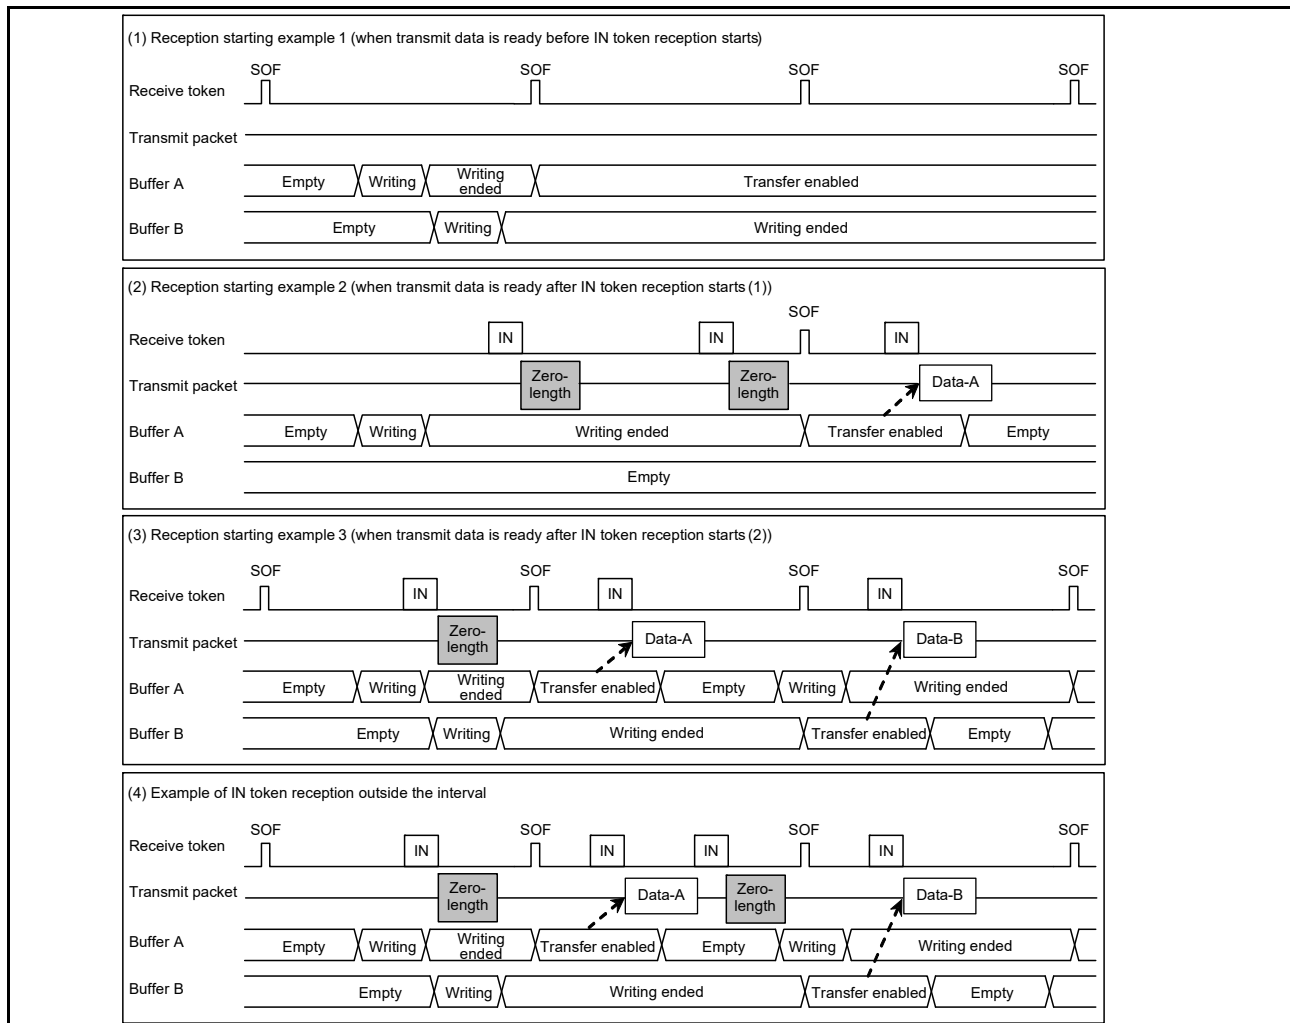 (1) Reception starting example 1 (when transmit data is ready before IN token reception starts)
SOF SOF SOF SOF
Receive token
Transmit packet
Buffer A Empty Writing Writing ended Transfer enabled
Buffer B Empty Writing Writing ended
(2) Reception starting example 2 (when transmit data is ready after IN token reception starts (1))
SOF
Receive token IN IN IN
Transmit packet Zero-length Zero-length Data-A
Buffer A Empty Writing Writing ended Transfer enabled Empty
Buffer B Empty
(3) Reception starting example 3 (when transmit data is ready after IN token reception starts (2))
SOF SOF SOF SOF
Receive token IN IN IN
Transmit packet Zero-length Data-A Data-B
Buffer A Empty Writing Writing ended Transfer enabled Empty Writing Writing ended
Buffer B Empty Writing Writing ended Transfer enabled Empty
(4) Example of IN token reception outside the interval
SOF SOF SOF SOF
Receive token IN IN IN IN
Transmit packet Zero-length Data-A Zero-length Data-B
Buffer A Empty Writing Writing ended Transfer enabled Empty Writing Writing ended
Buffer B Empty Writing Writing ended Transfer enabled Empty